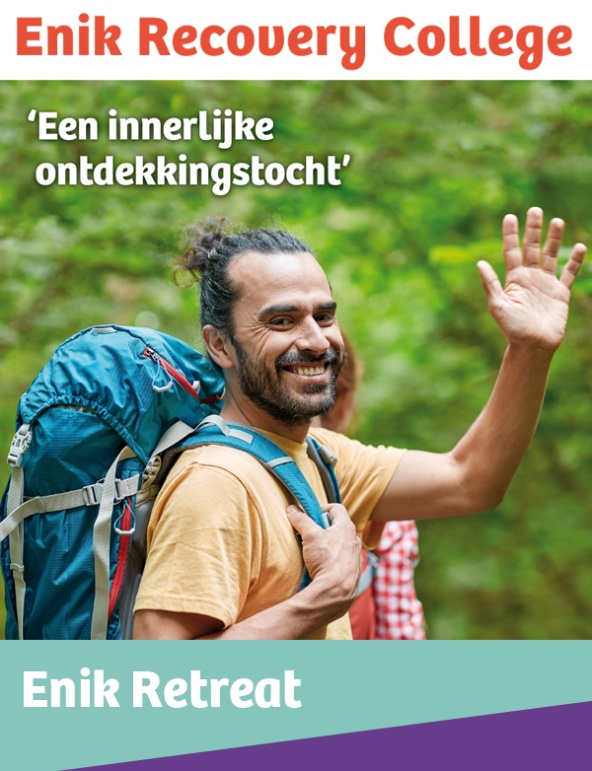 Enik Recovery College
‘Een innerlijke
ontdekkingstocht’
Enik Retreat